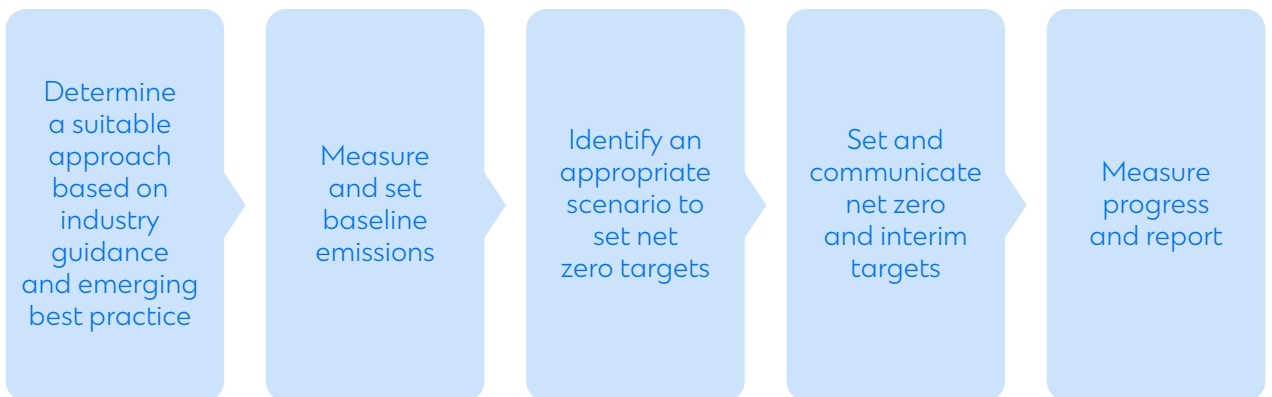 Determine
a suitable
approach
based on
industry
guidance
and emerging
best practice
Measure
and set
baseline
emissions
Identify an
appropriate
scenario to
set net
zero targets
Set and
communicate
net zero
and interim
targets
Measure
progress
and report